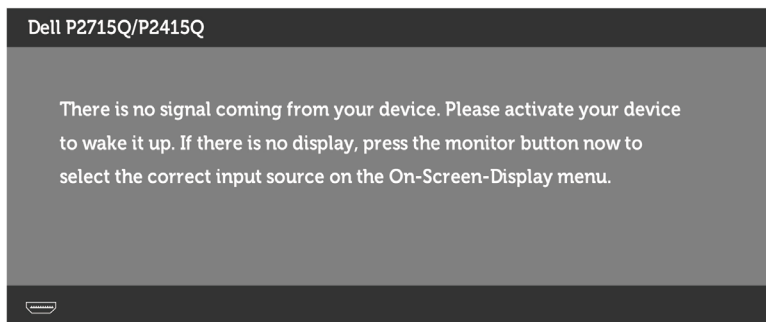 Dell P2715Q/P2415Q
There is no signal coming from your device. Please activate your device
to wake it up. If there is no display, press the monitor button now to
select the correct input source on the On-Screen-Display menu.